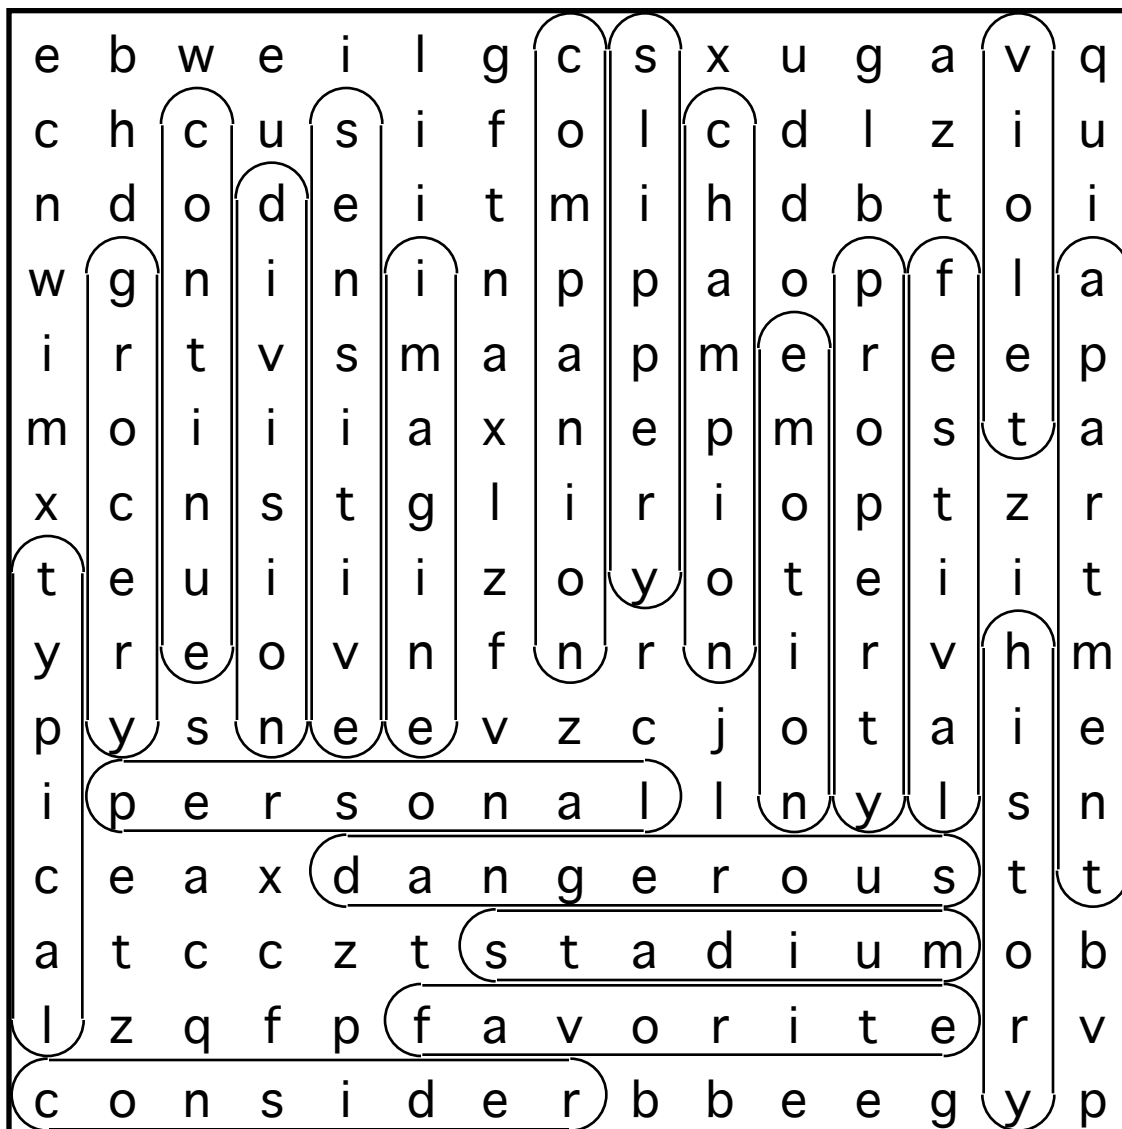 e b w e i l g c s x u g a v q
c h c u s i f o l c d l z i u
n d o d e i t m i h d b t o i
w g n i n i n p p a o p f l a
i r t v s m a a p m e r e e p
m o i i i a x n e p m o s t a
x c n s t g l i r i o p t z r
t e u i i i z o y o t e i i t
y r e o v n f n r n i r v h m
p y s n e e v z c j o t a i e
i p e r s o n a l l n y l s n
c e a x d a n g e r o u s t t
a t c c z t s t a d i u m o b
l z q f p f a v o r i t e r v
c o n s i d e r b b e e g y p